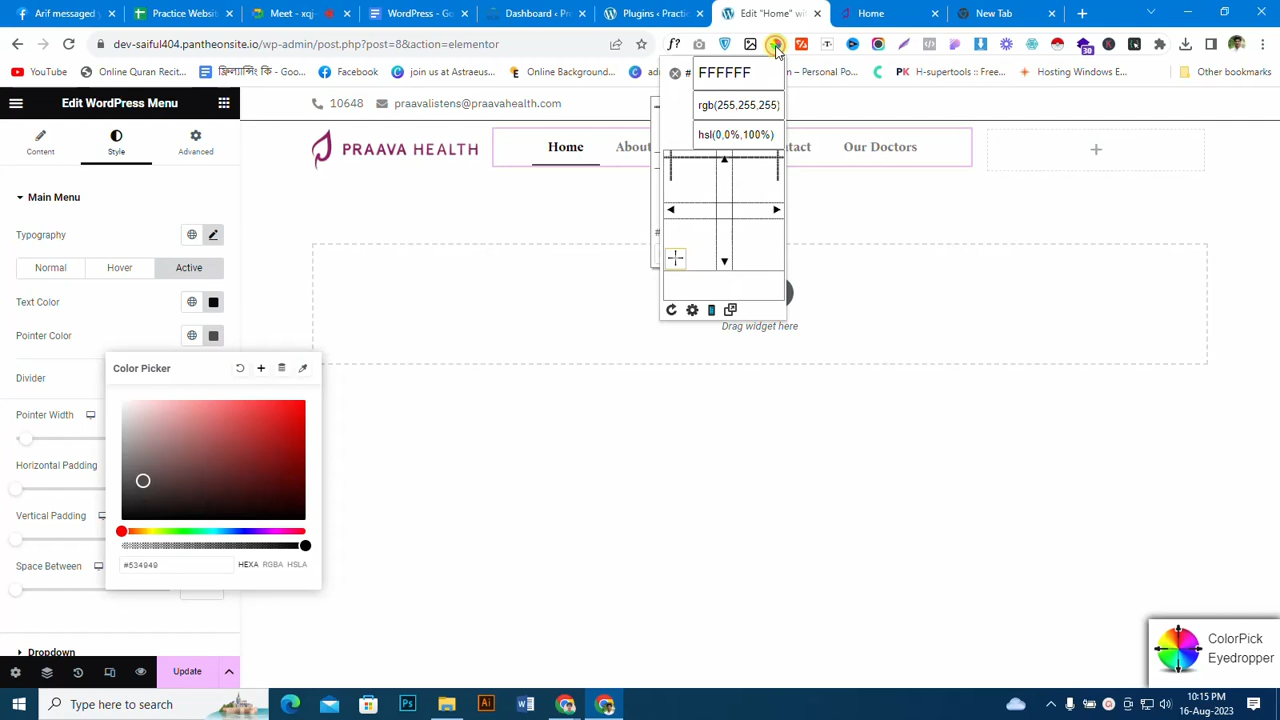 Arif messaged y
Practice Websit
Meet - xqj-
WordPress - Go
Dashboard ‹ Pr
Plugins ‹ Practic
Edit "Home" wi
Home
New Tab
dev-saiful404.pantheonsite.io/wp-admin/post.php?post=8&action=elementor
f?
30
YouTube
Online Quran Recit...
Facebook
join us at Astraeus...
Online Background...
– Personal Po...
PK
H-supertools :: Free...
Hosting Windows E...
Edit WordPress Menu
10648
praavalistens@praavahealth.com
# FFFFFF
rgb(255,255,255)
hsl(0,0%,100%)
Content
Style
Advanced
PRAAVA HEALTH
Home
About
ntact
Our Doctors
Main Menu
Typography
Normal
Hover
Active
Text Color
Pointer Color
Drag widget here
Color Picker
Divider
Pointer Width
Horizontal Padding
Vertical Padding
Space Between
#534949
HEXA
RGBA
HSLA
Dropdown
Update
ColorPick
Eyedropper
Type here to search
Ps
Ai
10:15 PM
16-Aug-2023